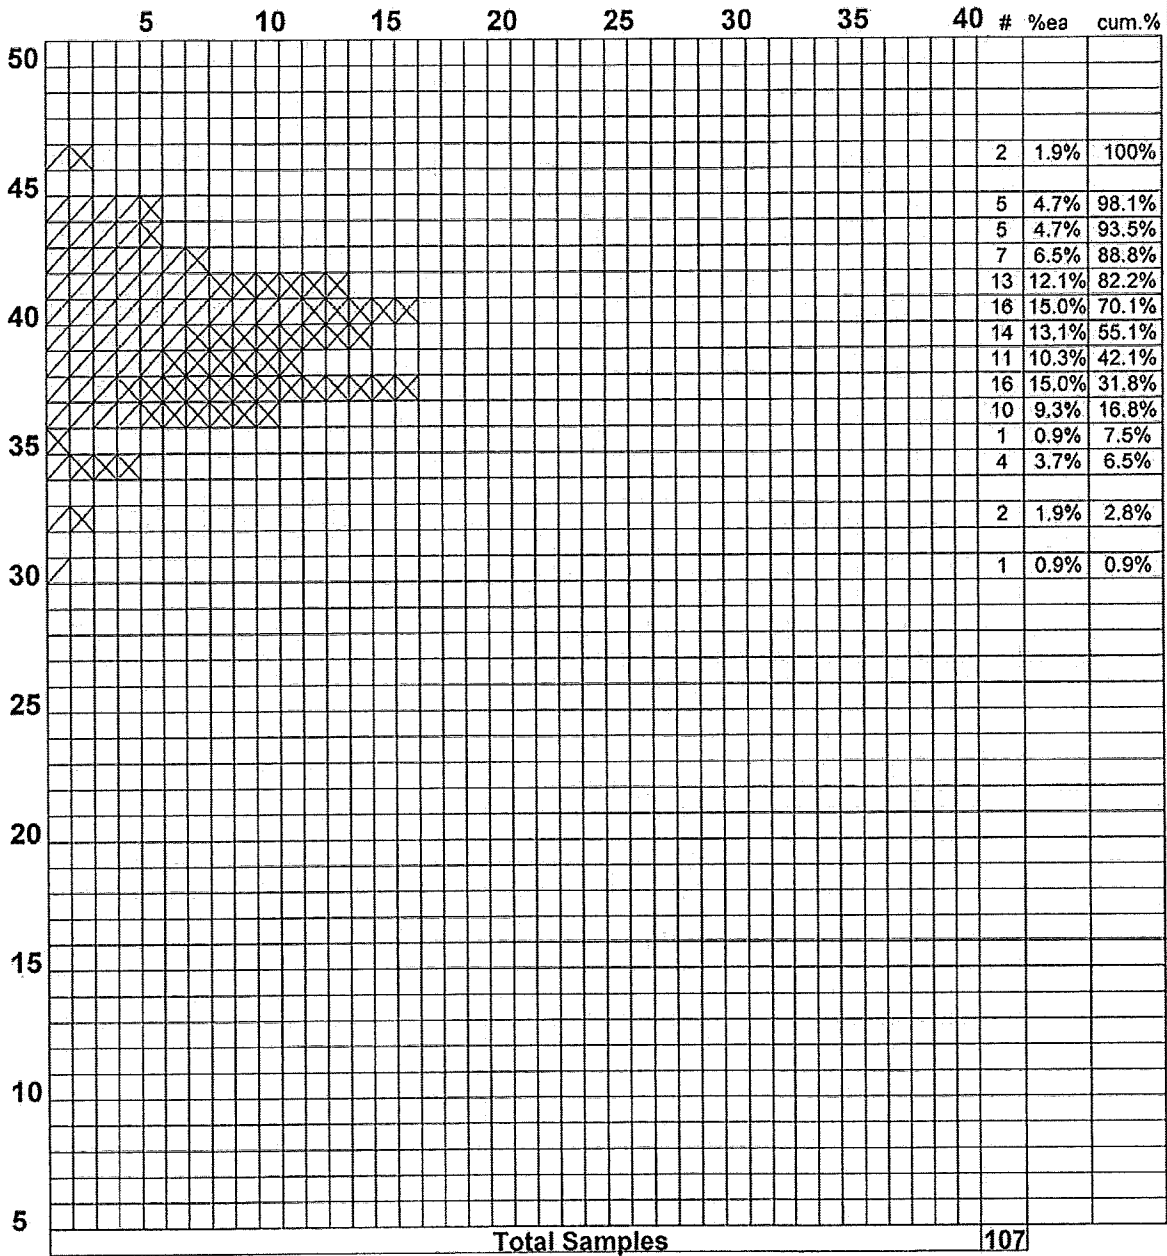 5 10 15 20 25 30 35 40 # %ea cum.%
50
2 1.9% 100%
45
5 4.7% 98.1%
5 4.7% 93.5%
7 6.5% 88.8%
13 12.1% 82.2%
40 16 15.0% 70.1%
14 13.1% 55.1%
11 10.3% 42.1%
16 15.0% 31.8%
10 9.3% 16.8%
35 1 0.9% 7.5%
4 3.7% 6.5%
2 1.9% 2.8%
30 1 0.9% 0.9%
25
20
15
10
5
Total Samples 107